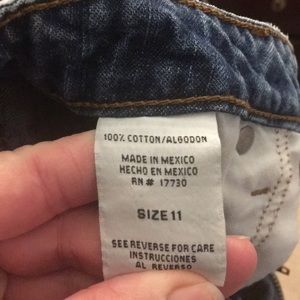 100% COTTON/ALGODON
MADE IN MEXICO
HECHO EN MEXICO
RN # 17730
SIZE 11
SEE REVERSE FOR CARE
INSTRUCCIONES
AL REVERSO